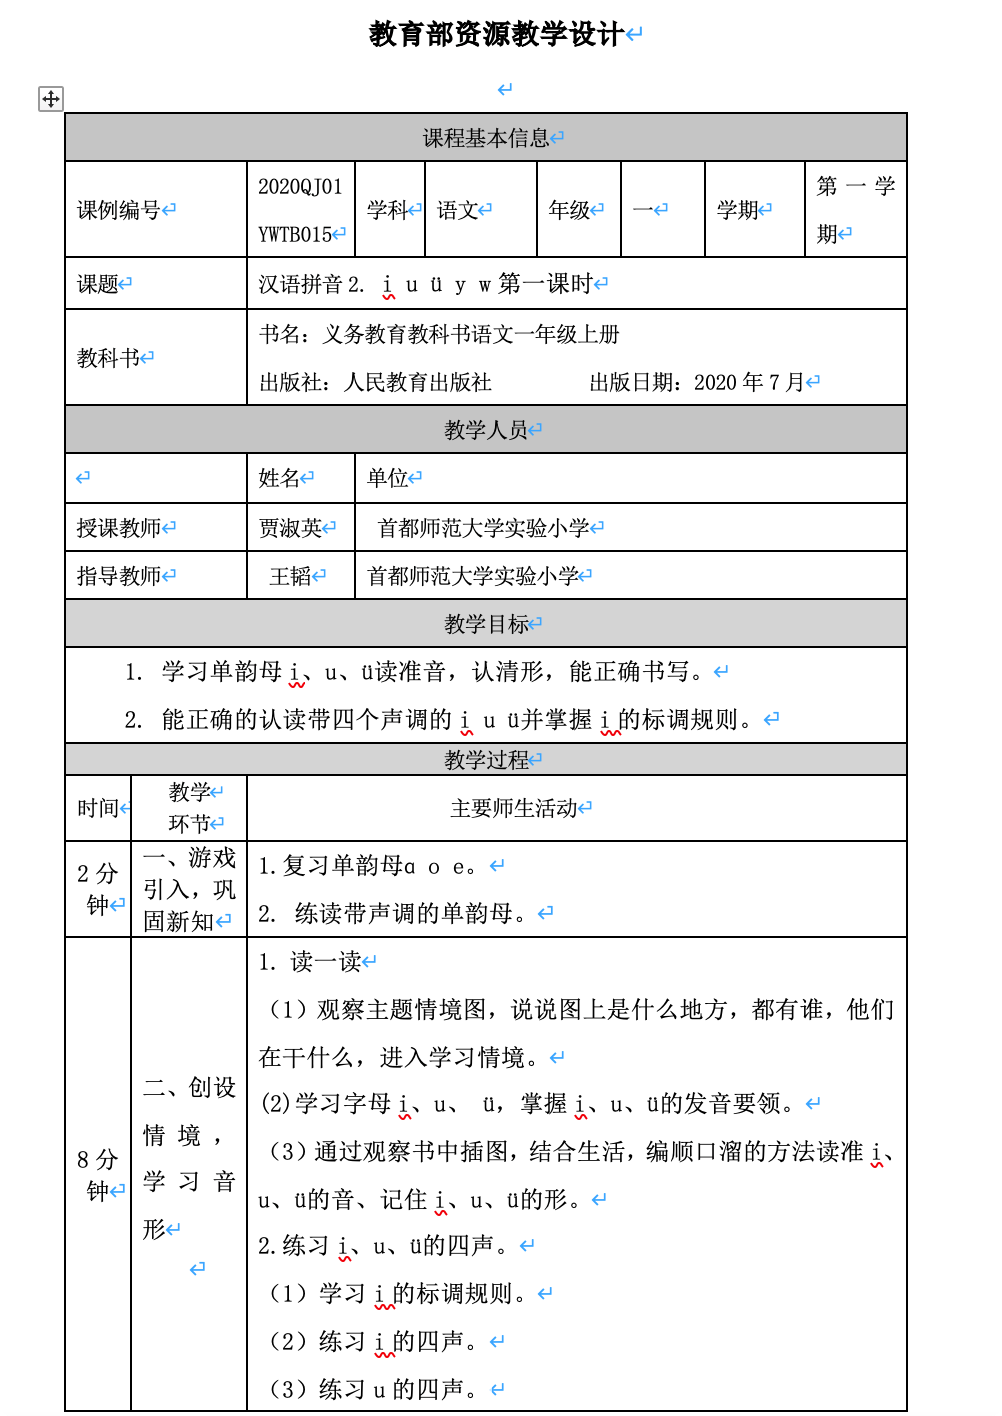 教育部资源教学设计
课程基本信息
课例编号 2020QJ01YWTB015 学科 语文 年级 一 学期 第一学期
课题 汉语拼音 2. i u ü y w 第一课时
教科书 书名：义务教育教科书语文一年级上册
出版社：人民教育出版社 出版日期：2020 年 7 月
教学人员
姓名 单位
授课教师 贾淑英 首都师范大学实验小学
指导教师 王韬 首都师范大学实验小学
教学目标
1. 学习单韵母 i、u、ü读准音，认清形，能正确书写。
2. 能正确的认读带四个声调的 i u ü并掌握 i 的标调规则。
教学过程
时间 教学环节 主要师生活动
2 分钟
一、游戏
引入，巩
固新知
1.复习单韵母ɑ o e。
2. 练读带声调的单韵母。
8 分钟
二、创设
情境，
学习音
形
1. 读一读
（1）观察主题情境图，说说图上是什么地方，都有谁，他们
在干什么，进入学习情境。
(2)学习字母 i、u、 ü，掌握 i、u、ü的发音要领。
（3）通过观察书中插图，结合生活，编顺口溜的方法读准 i、
u、ü的音、记住 i、u、ü的形。
2.练习 i、u、ü的四声。
（1）学习 i 的标调规则。
（2）练习 i 的四声。
（3）练习 u 的四声。